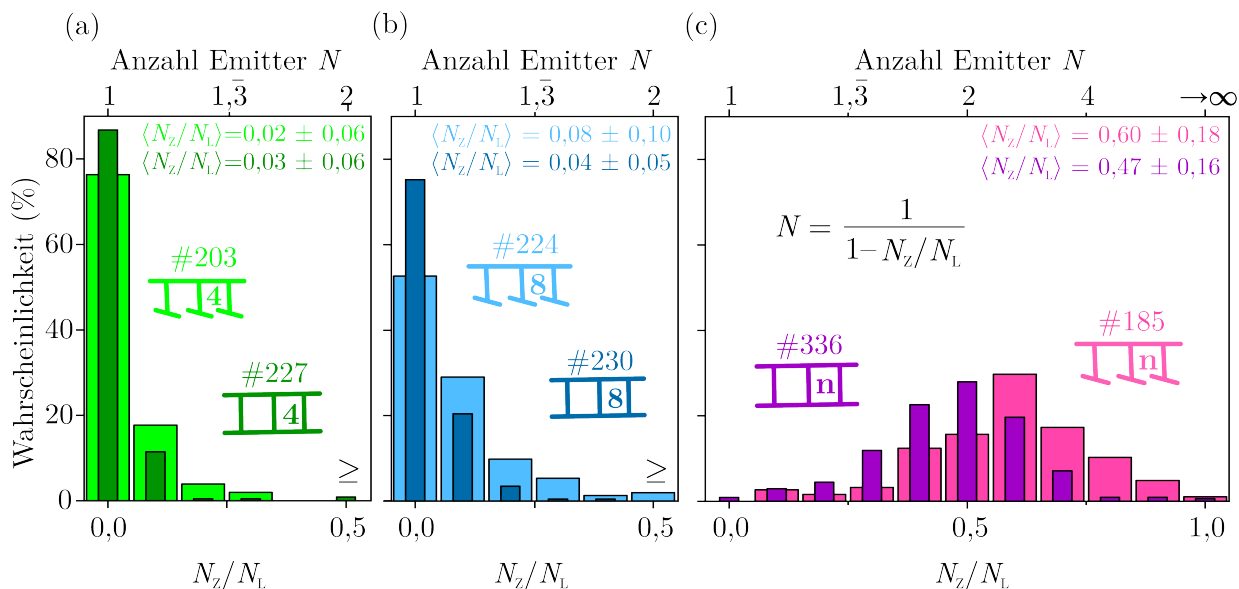 (a)
Anzahl Emitter N
1 1,3̄ 2
⟨N_Z/N_L⟩=0,02 ± 0,06
⟨N_Z/N_L⟩=0,03 ± 0,06
#203
4
#227
4
≥
Wahrscheinlichkeit (%)
80
60
40
20
0
0,0 0,5
N_Z/N_L
(b)
Anzahl Emitter N
1 1,3̄ 2
⟨N_Z/N_L⟩ = 0,08 ± 0,10
⟨N_Z/N_L⟩ = 0,04 ± 0,05
#224
8
#230
8
≥
0,0 0,5
N_Z/N_L
(c)
Anzahl Emitter N
1 1,3̄ 2 4 →∞
⟨N_Z/N_L⟩ = 0,60 ± 0,18
⟨N_Z/N_L⟩ = 0,47 ± 0,16
N = 1/(1−N_Z/N_L)
#336
n
#185
n
0,0 0,5 1,0
N_Z/N_L